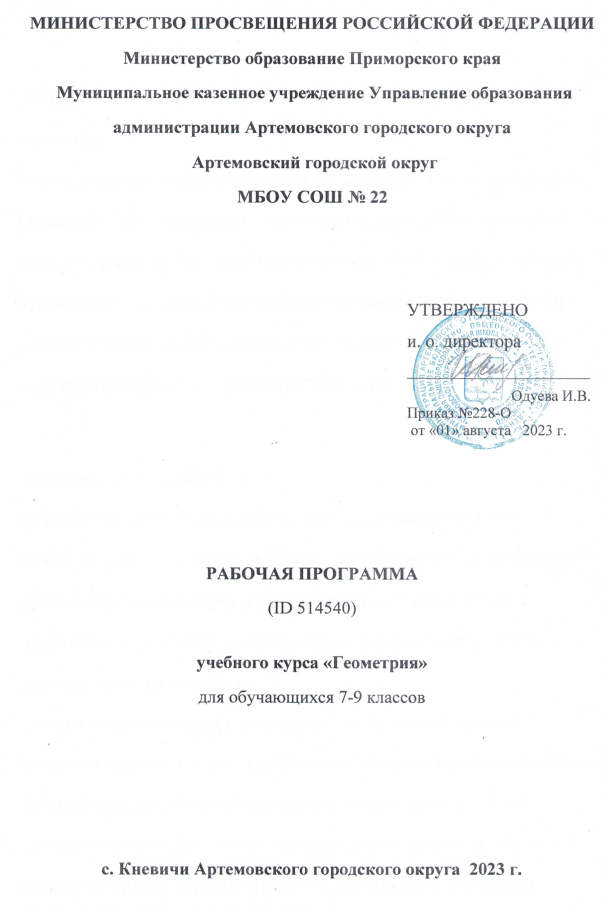 МИНИСТЕРСТВО ПРОСВЕЩЕНИЯ РОССИЙСКОЙ ФЕДЕРАЦИИ
Министерство образование Приморского края
Муниципальное казенное учреждение Управление образования
администрации Артемовского городского округа
Артемовский городской округ
МБОУ СОШ № 22
УТВЕРЖДЕНО
и. о. директора
Одуева И.В.
Приказ №228-О
от «01» августа 2023 г.
РАБОЧАЯ ПРОГРАММА
(ID 514540)
учебного курса «Геометрия»
для обучающихся 7-9 классов
с. Кневичи Артемовского городского округа 2023 г.